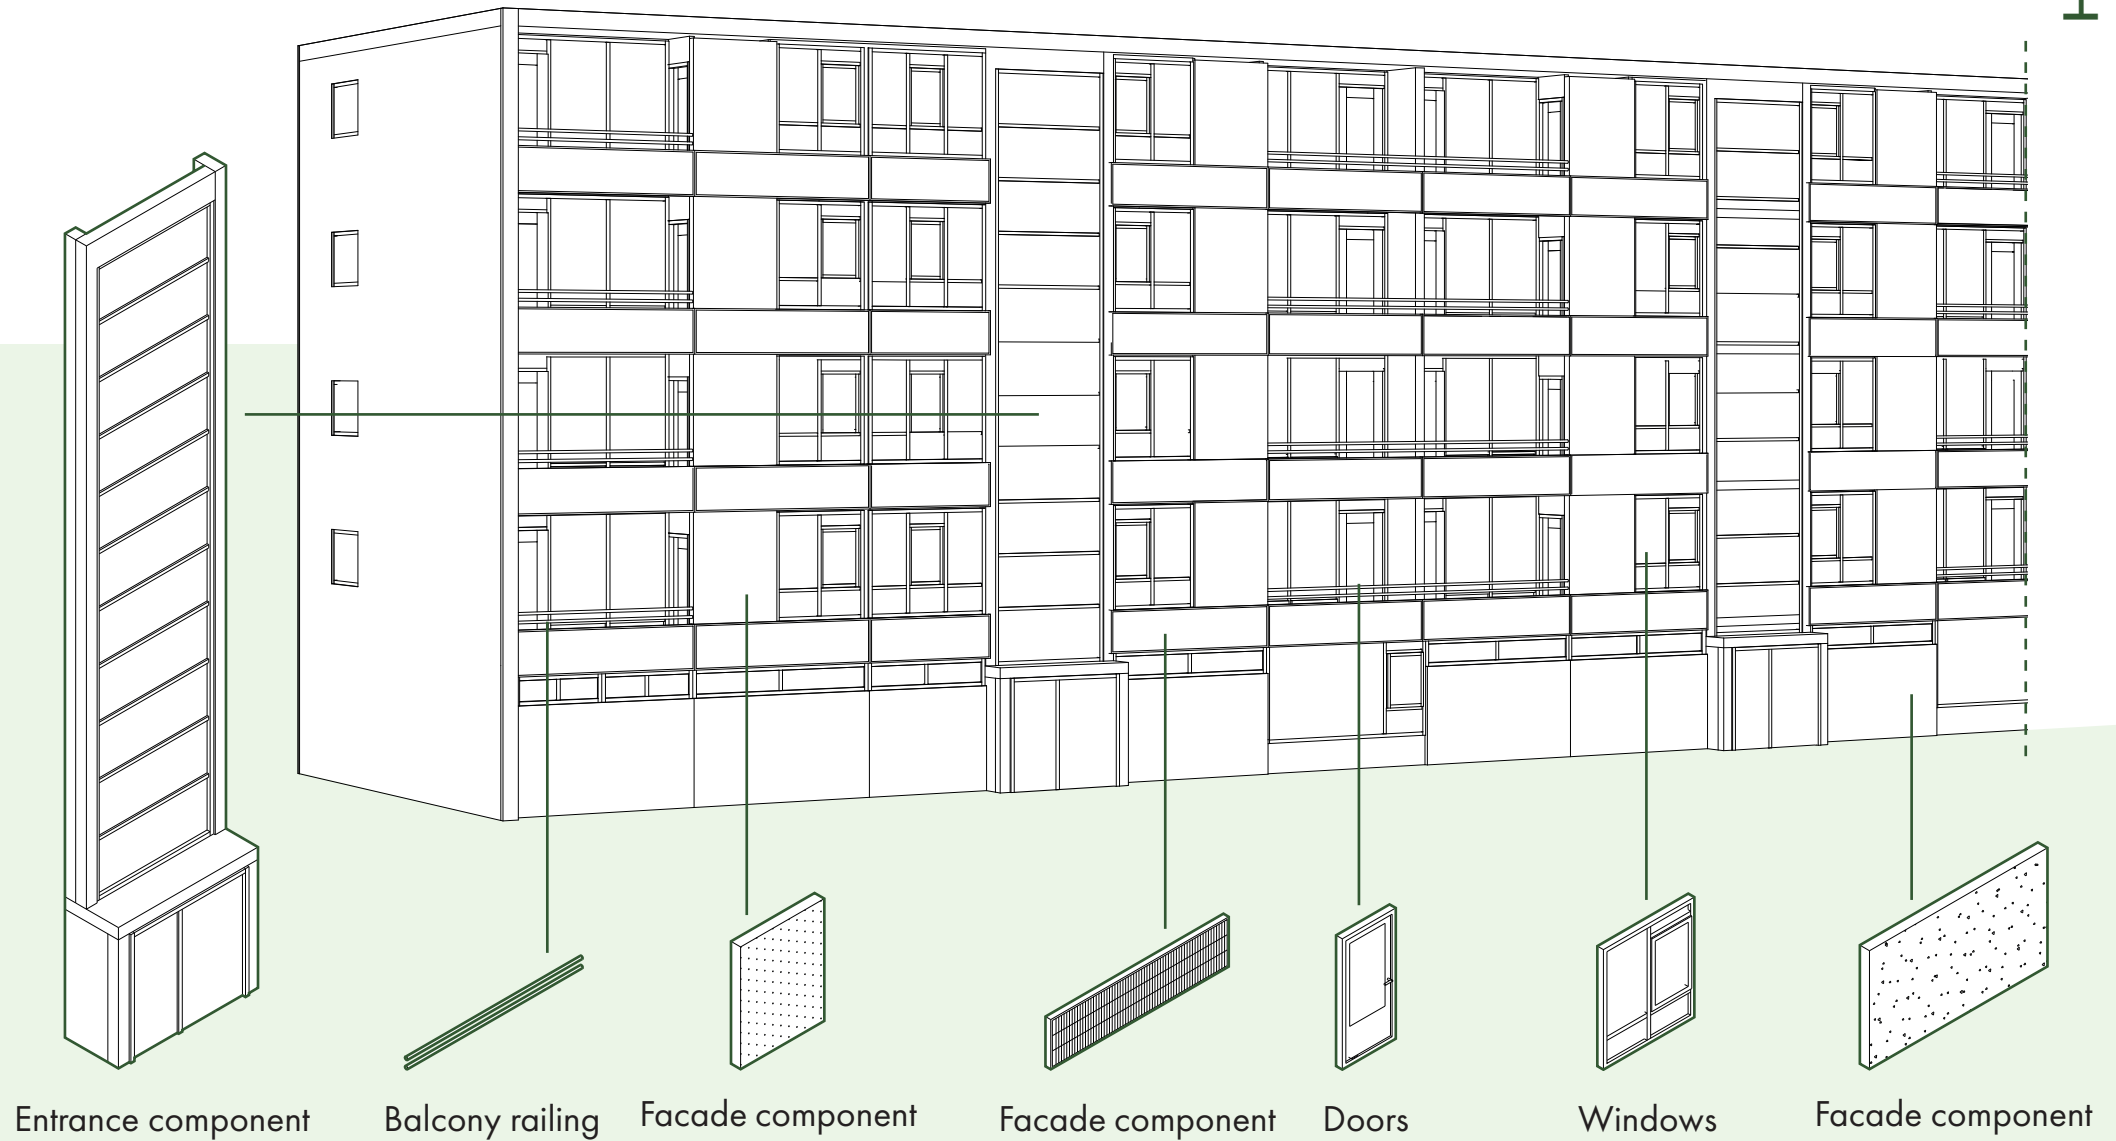 Entrance component
Balcony railing
Facade component
Facade component
Doors
Windows
Facade component